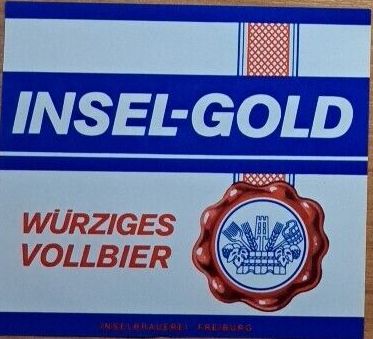 INSEL-GOLD
WÜRZIGES
VOLLBIER
INSELBRAUEREI FREIBURG